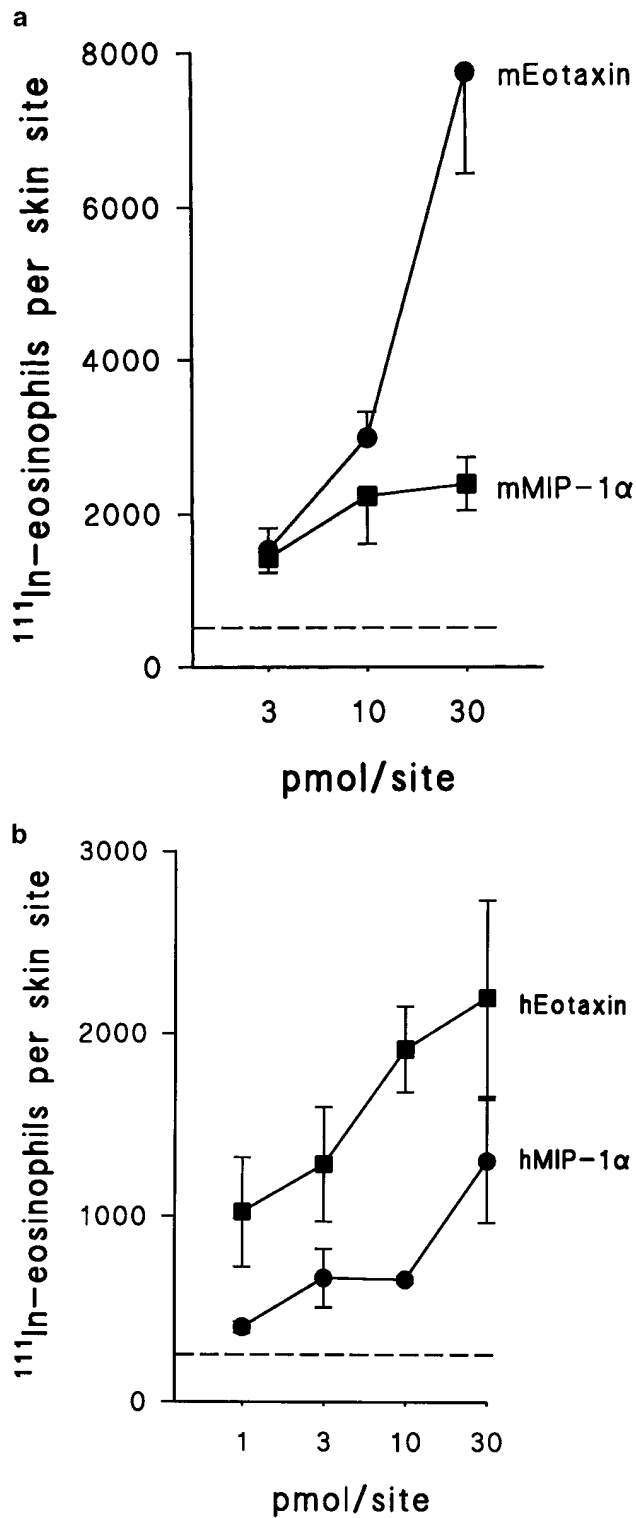 a
8000
6000
4000
2000
0
¹¹¹In–eosinophils per skin site
mEotaxin
mMIP–1α
3 10 30
pmol/site
b
3000
2000
1000
0
¹¹¹In–eosinophils per skin site
hEotaxin
hMIP–1α
1 3 10 30
pmol/site